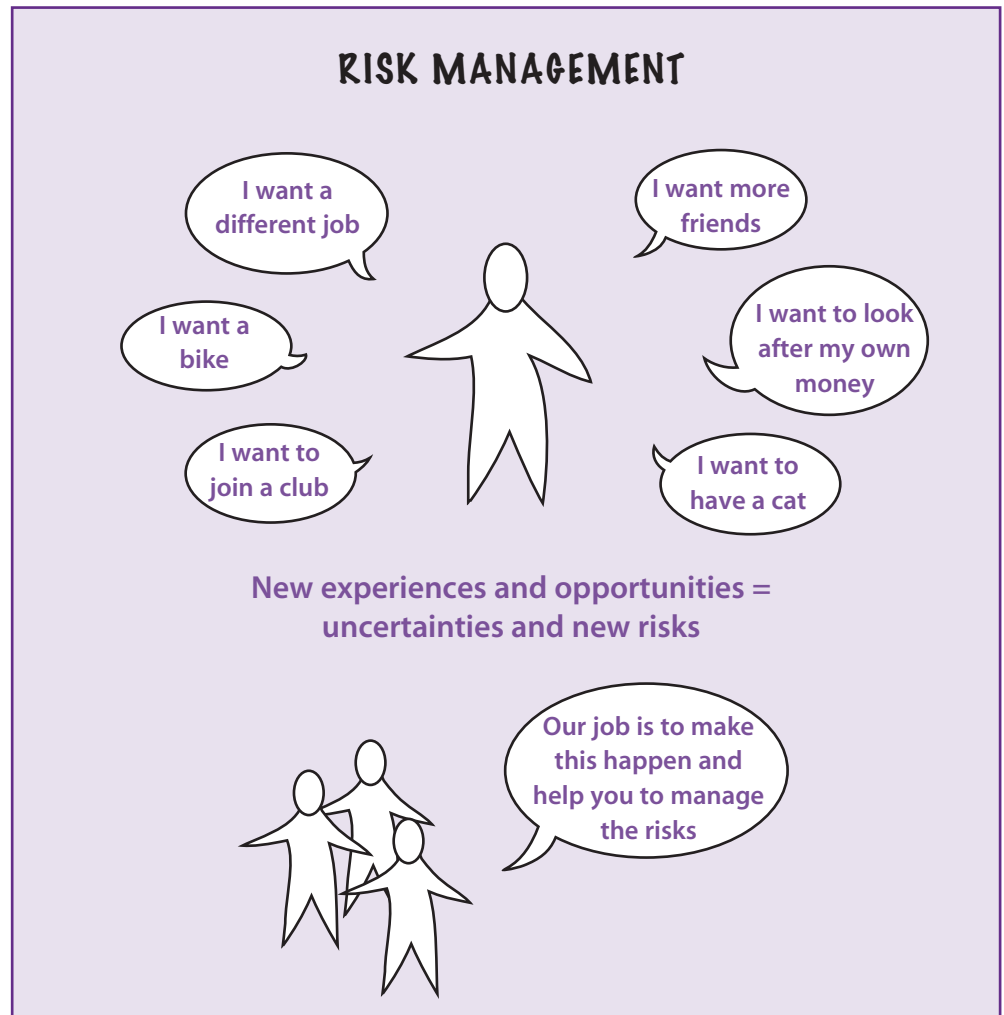 RISK MANAGEMENT
I want a
different job
I want more
friends
I want a
bike
I want to look
after my own
money
I want to
join a club
I want to
have a cat
New experiences and opportunities =
uncertainties and new risks
Our job is to make
this happen and
help you to manage
the risks